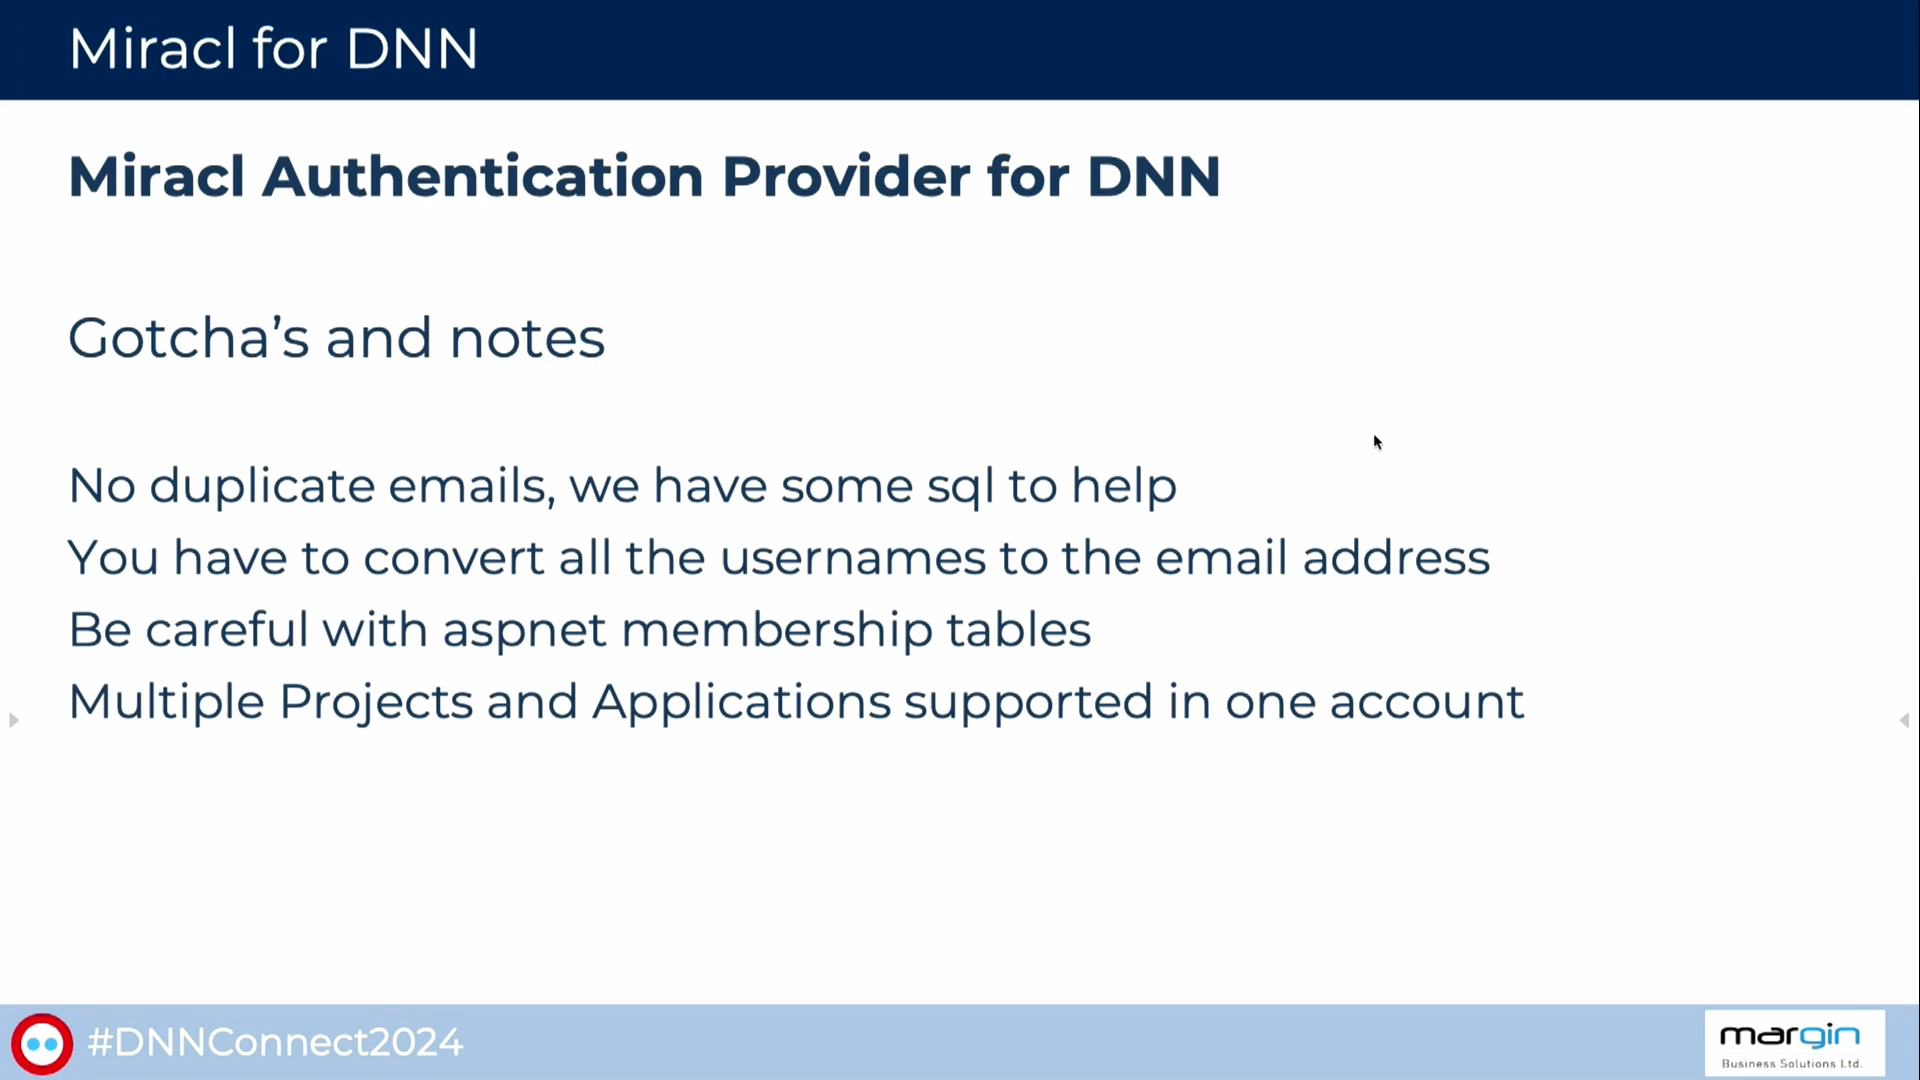 Miracl for DNN
Miracl Authentication Provider for DNN
Gotcha’s and notes
No duplicate emails, we have some sql to help
You have to convert all the usernames to the email address
Be careful with aspnet membership tables
Multiple Projects and Applications supported in one account
#DNNConnect2024
margin
Business Solutions Ltd.